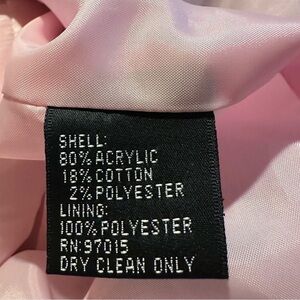 SHELL:
80% ACRYLIC
18% COTTON
2% POLYESTER
LINING:
100% POLYESTER
RN:97015
DRY CLEAN ONLY